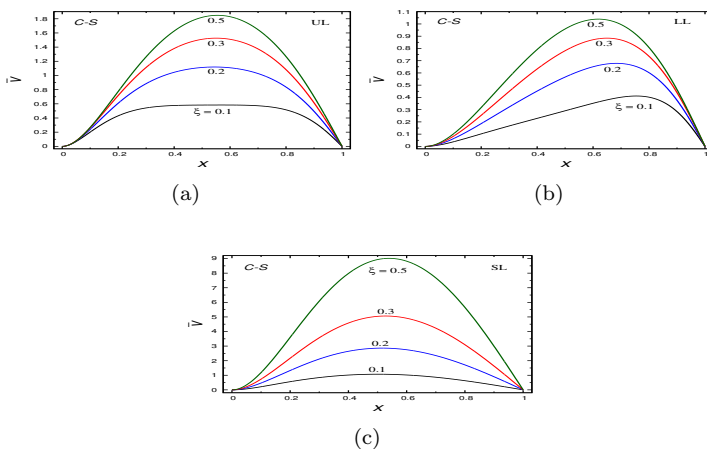 C-S UL
1.8
1.6
1.4
1.2
1
0.8
0.6
0.4
0.2
0
0.5
0.3
0.2
ξ = 0.1
V̄
0 0.2 0.4 0.6 0.8 1
x
(a)
C-S LL
1.1
1
0.9
0.8
0.7
0.6
0.5
0.4
0.3
0.2
0.1
0
0.5
0.3
0.2
ξ = 0.1
V̄
0 0.2 0.4 0.6 0.8 1
x
(b)
C-S SL
9
8
7
6
5
4
3
2
1
0
ξ = 0.5
0.3
0.2
0.1
V̄
0 0.2 0.4 0.6 0.8 1
x
(c)